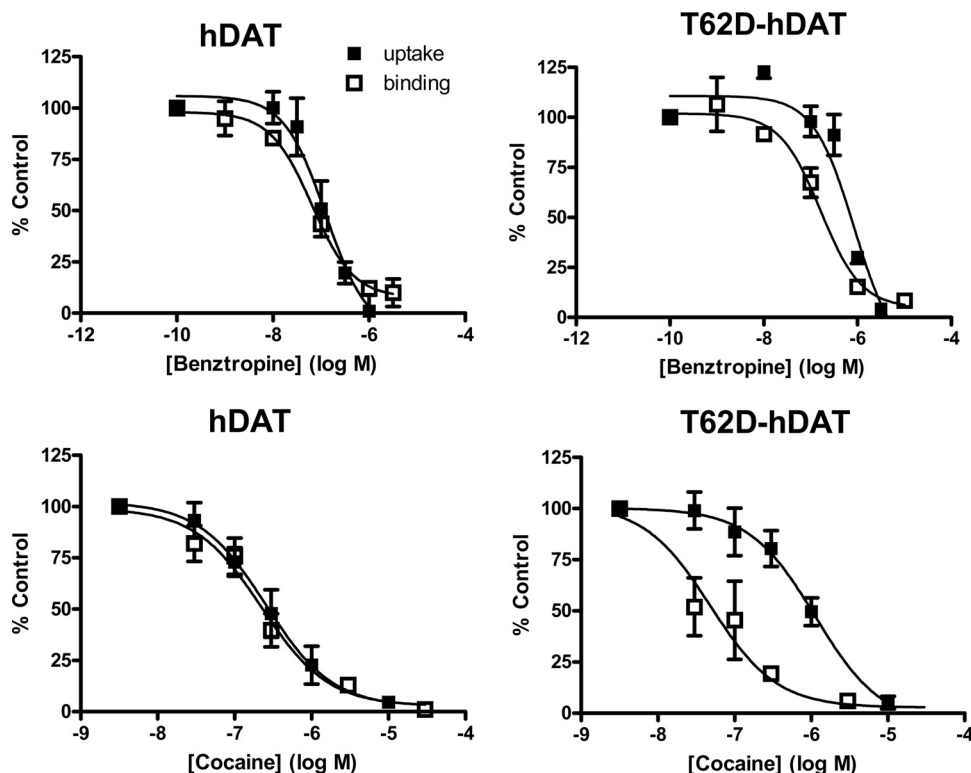 hDAT
uptake
binding
125
100
75
50
25
0
% Control
-12 -10 -8 -6 -4
[Benztropine] (log M)
T62D-hDAT
125
100
75
50
25
0
% Control
-12 -10 -8 -6 -4
[Benztropine] (log M)
hDAT
125
100
75
50
25
0
% Control
-9 -8 -7 -6 -5 -4
[Cocaine] (log M)
T62D-hDAT
125
100
75
50
25
0
% Control
-9 -8 -7 -6 -5 -4
[Cocaine] (log M)